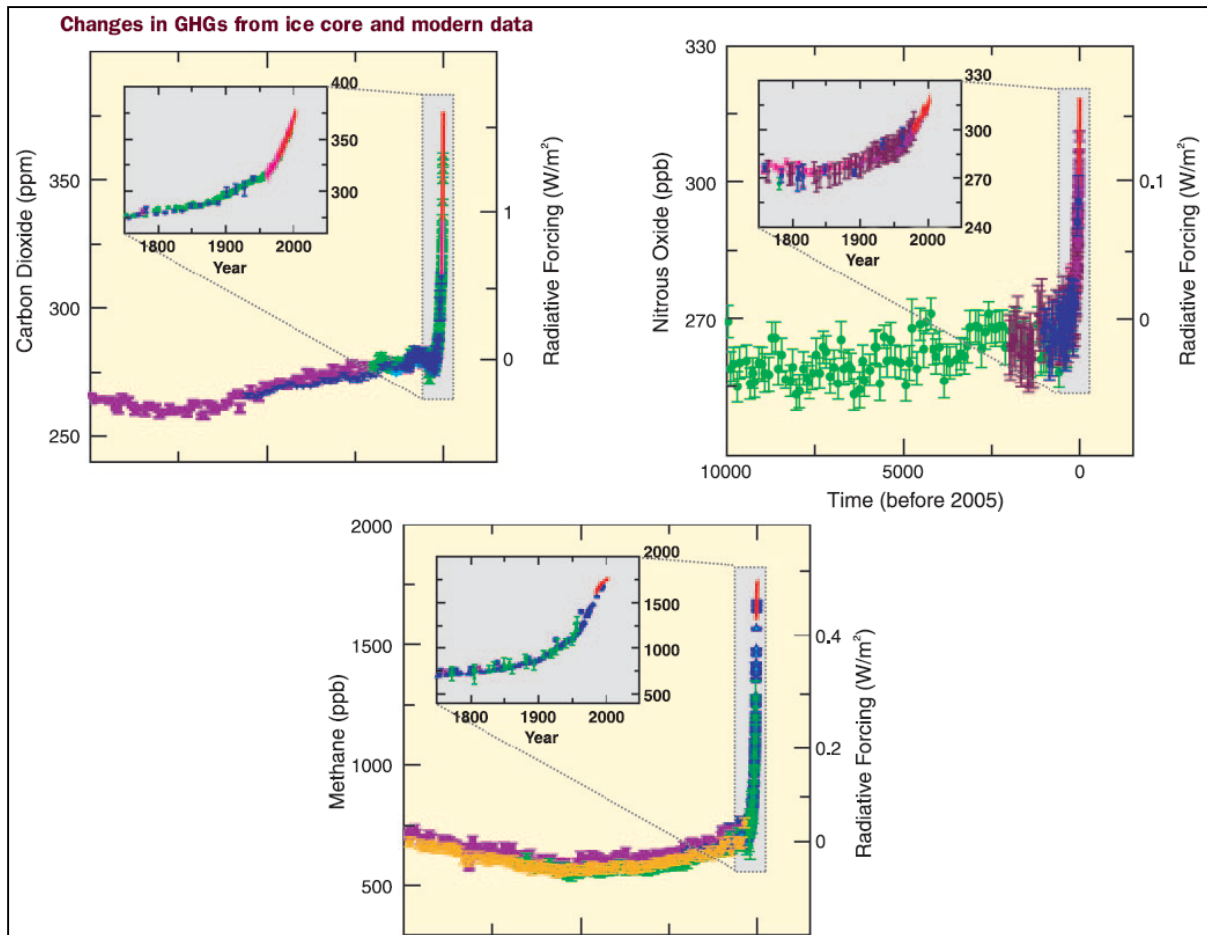 Changes in GHGs from ice core and modern data
Carbon Dioxide (ppm)
350
300
250
400
350
300
1800 1900 2000
Year
1
0
Radiative Forcing (W/m²)
Nitrous Oxide (ppb)
330
300
270
330
300
270
240
1800 1900 2000
Year
0.1
0
Radiative Forcing (W/m²)
10000 5000 0
Time (before 2005)
Methane (ppb)
2000
1500
1000
500
2000
1500
1000
500
1800 1900 2000
Year
0.4
0.2
0
Radiative Forcing (W/m²)